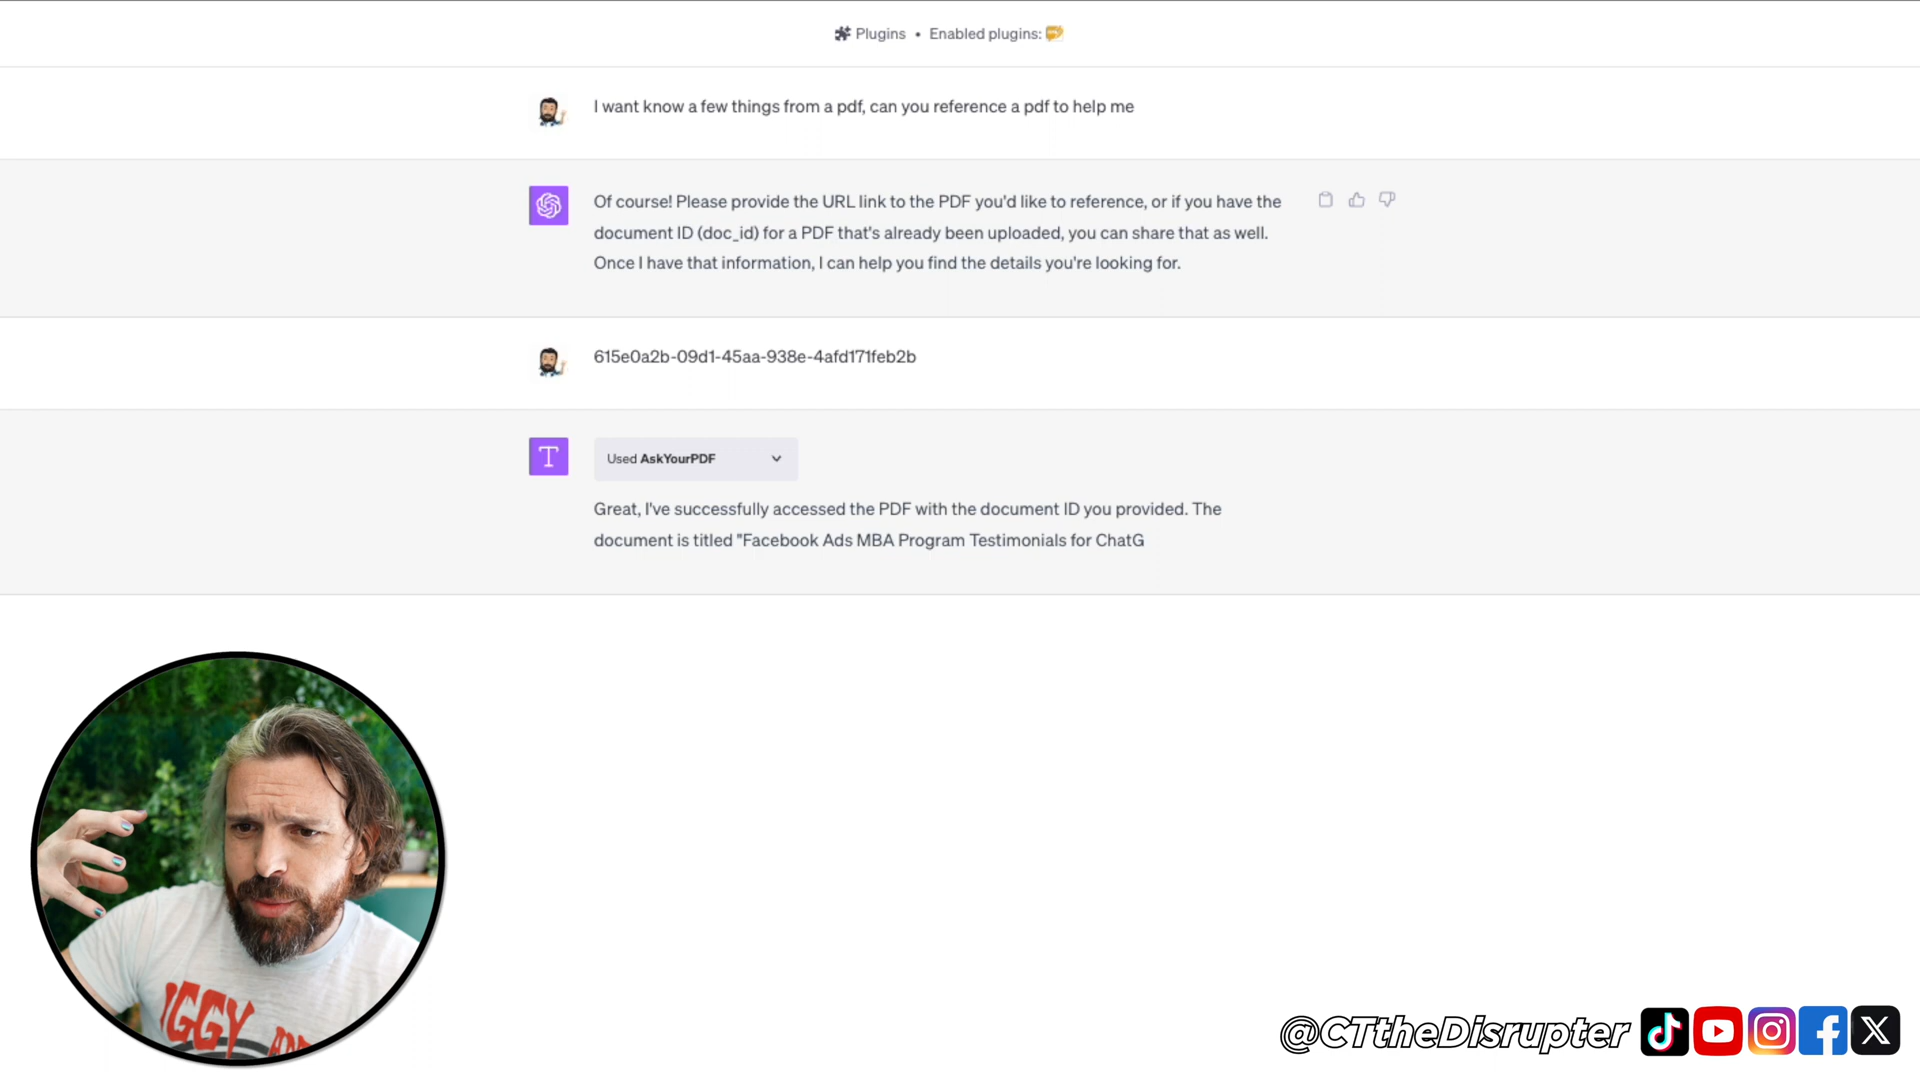 Plugins • Enabled plugins:
I want know a few things from a pdf, can you reference a pdf to help me
Of course! Please provide the URL link to the PDF you'd like to reference, or if you have the
document ID (doc_id) for a PDF that's already been uploaded, you can share that as well.
Once I have that information, I can help you find the details you're looking for.
615e0a2b-09d1-45aa-938e-4afd171feb2b
T
Used AskYourPDF
Great, I've successfully accessed the PDF with the document ID you provided. The
document is titled "Facebook Ads MBA Program Testimonials for ChatG
IGGY
@CTtheDisrupter